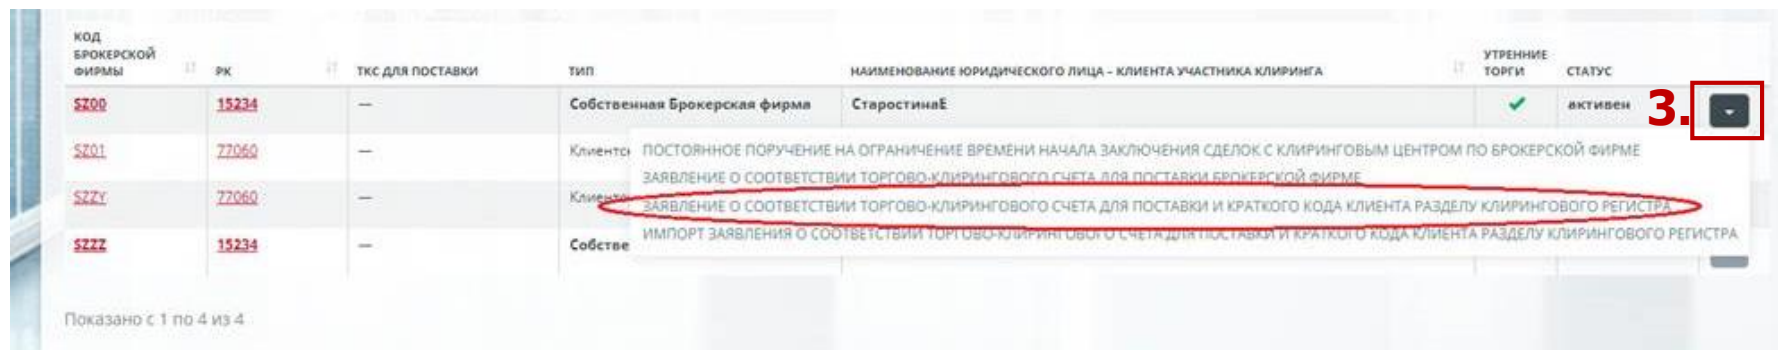 КОД
БРОКЕРСКОЙ
ФИРМЫ РК ТКС ДЛЯ ПОСТАВКИ ТИП НАИМЕНОВАНИЕ ЮРИДИЧЕСКОГО ЛИЦА – КЛИЕНТА УЧАСТНИКА КЛИРИНГА УТРЕННИЕ
ТОРГИ СТАТУС
SZ00 15234 — Собственная Брокерская фирма СтаростинаЕ активен 3.
SZ01 77060 — Клиентск ПОСТОЯННОЕ ПОРУЧЕНИЕ НА ОГРАНИЧЕНИЕ ВРЕМЕНИ НАЧАЛА ЗАКЛЮЧЕНИЯ СДЕЛОК С КЛИРИНГОВЫМ ЦЕНТРОМ ПО БРОКЕРСКОЙ ФИРМЕ
ЗАЯВЛЕНИЕ О СООТВЕТСТВИИ ТОРГОВО-КЛИРИНГОВОГО СЧЕТА ДЛЯ ПОСТАВКИ БРОКЕРСКОЙ ФИРМЕ
SZZY 77060 — Клиентск ЗАЯВЛЕНИЕ О СООТВЕТСТВИИ ТОРГОВО-КЛИРИНГОВОГО СЧЕТА ДЛЯ ПОСТАВКИ И КРАТКОГО КОДА КЛИЕНТА РАЗДЕЛУ КЛИРИНГОВОГО РЕГИСТРА
SZZZ 15234 — Собстве ИМПОРТ ЗАЯВЛЕНИЯ О СООТВЕТСТВИИ ТОРГОВО-КЛИРИНГОВОГО СЧЕТА ДЛЯ ПОСТАВКИ И КРАТКОГО КОДА КЛИЕНТА РАЗДЕЛУ КЛИРИНГОВОГО РЕГИСТРА
Показано с 1 по 4 из 4